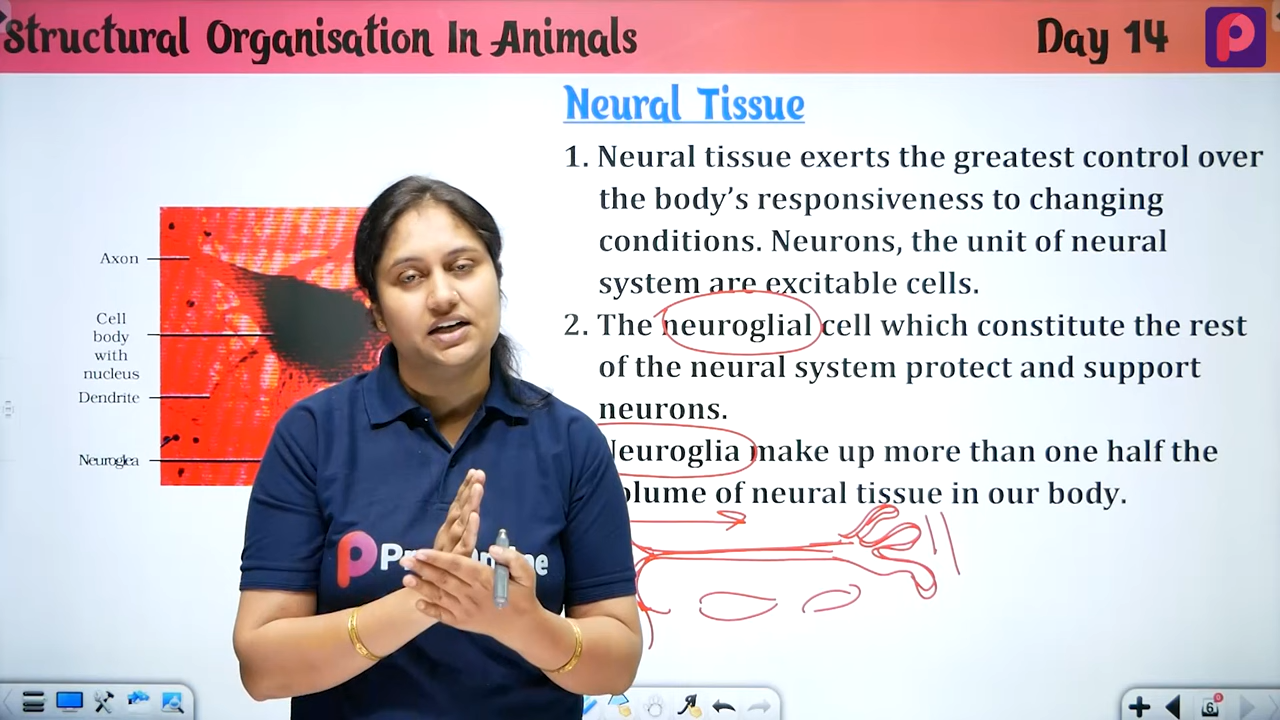 Structural Organisation In Animals
Day 14
Neural Tissue
1. Neural tissue exerts the greatest control over
the body’s responsiveness to changing
conditions. Neurons, the unit of neural
system are excitable cells.
2. The neuroglial cell which constitute the rest
of the neural system protect and support
neurons.
Neuroglia make up more than one half the
volume of neural tissue in our body.
Axon
Cell
body
with
nucleus
Dendrite
Neuroglea
6